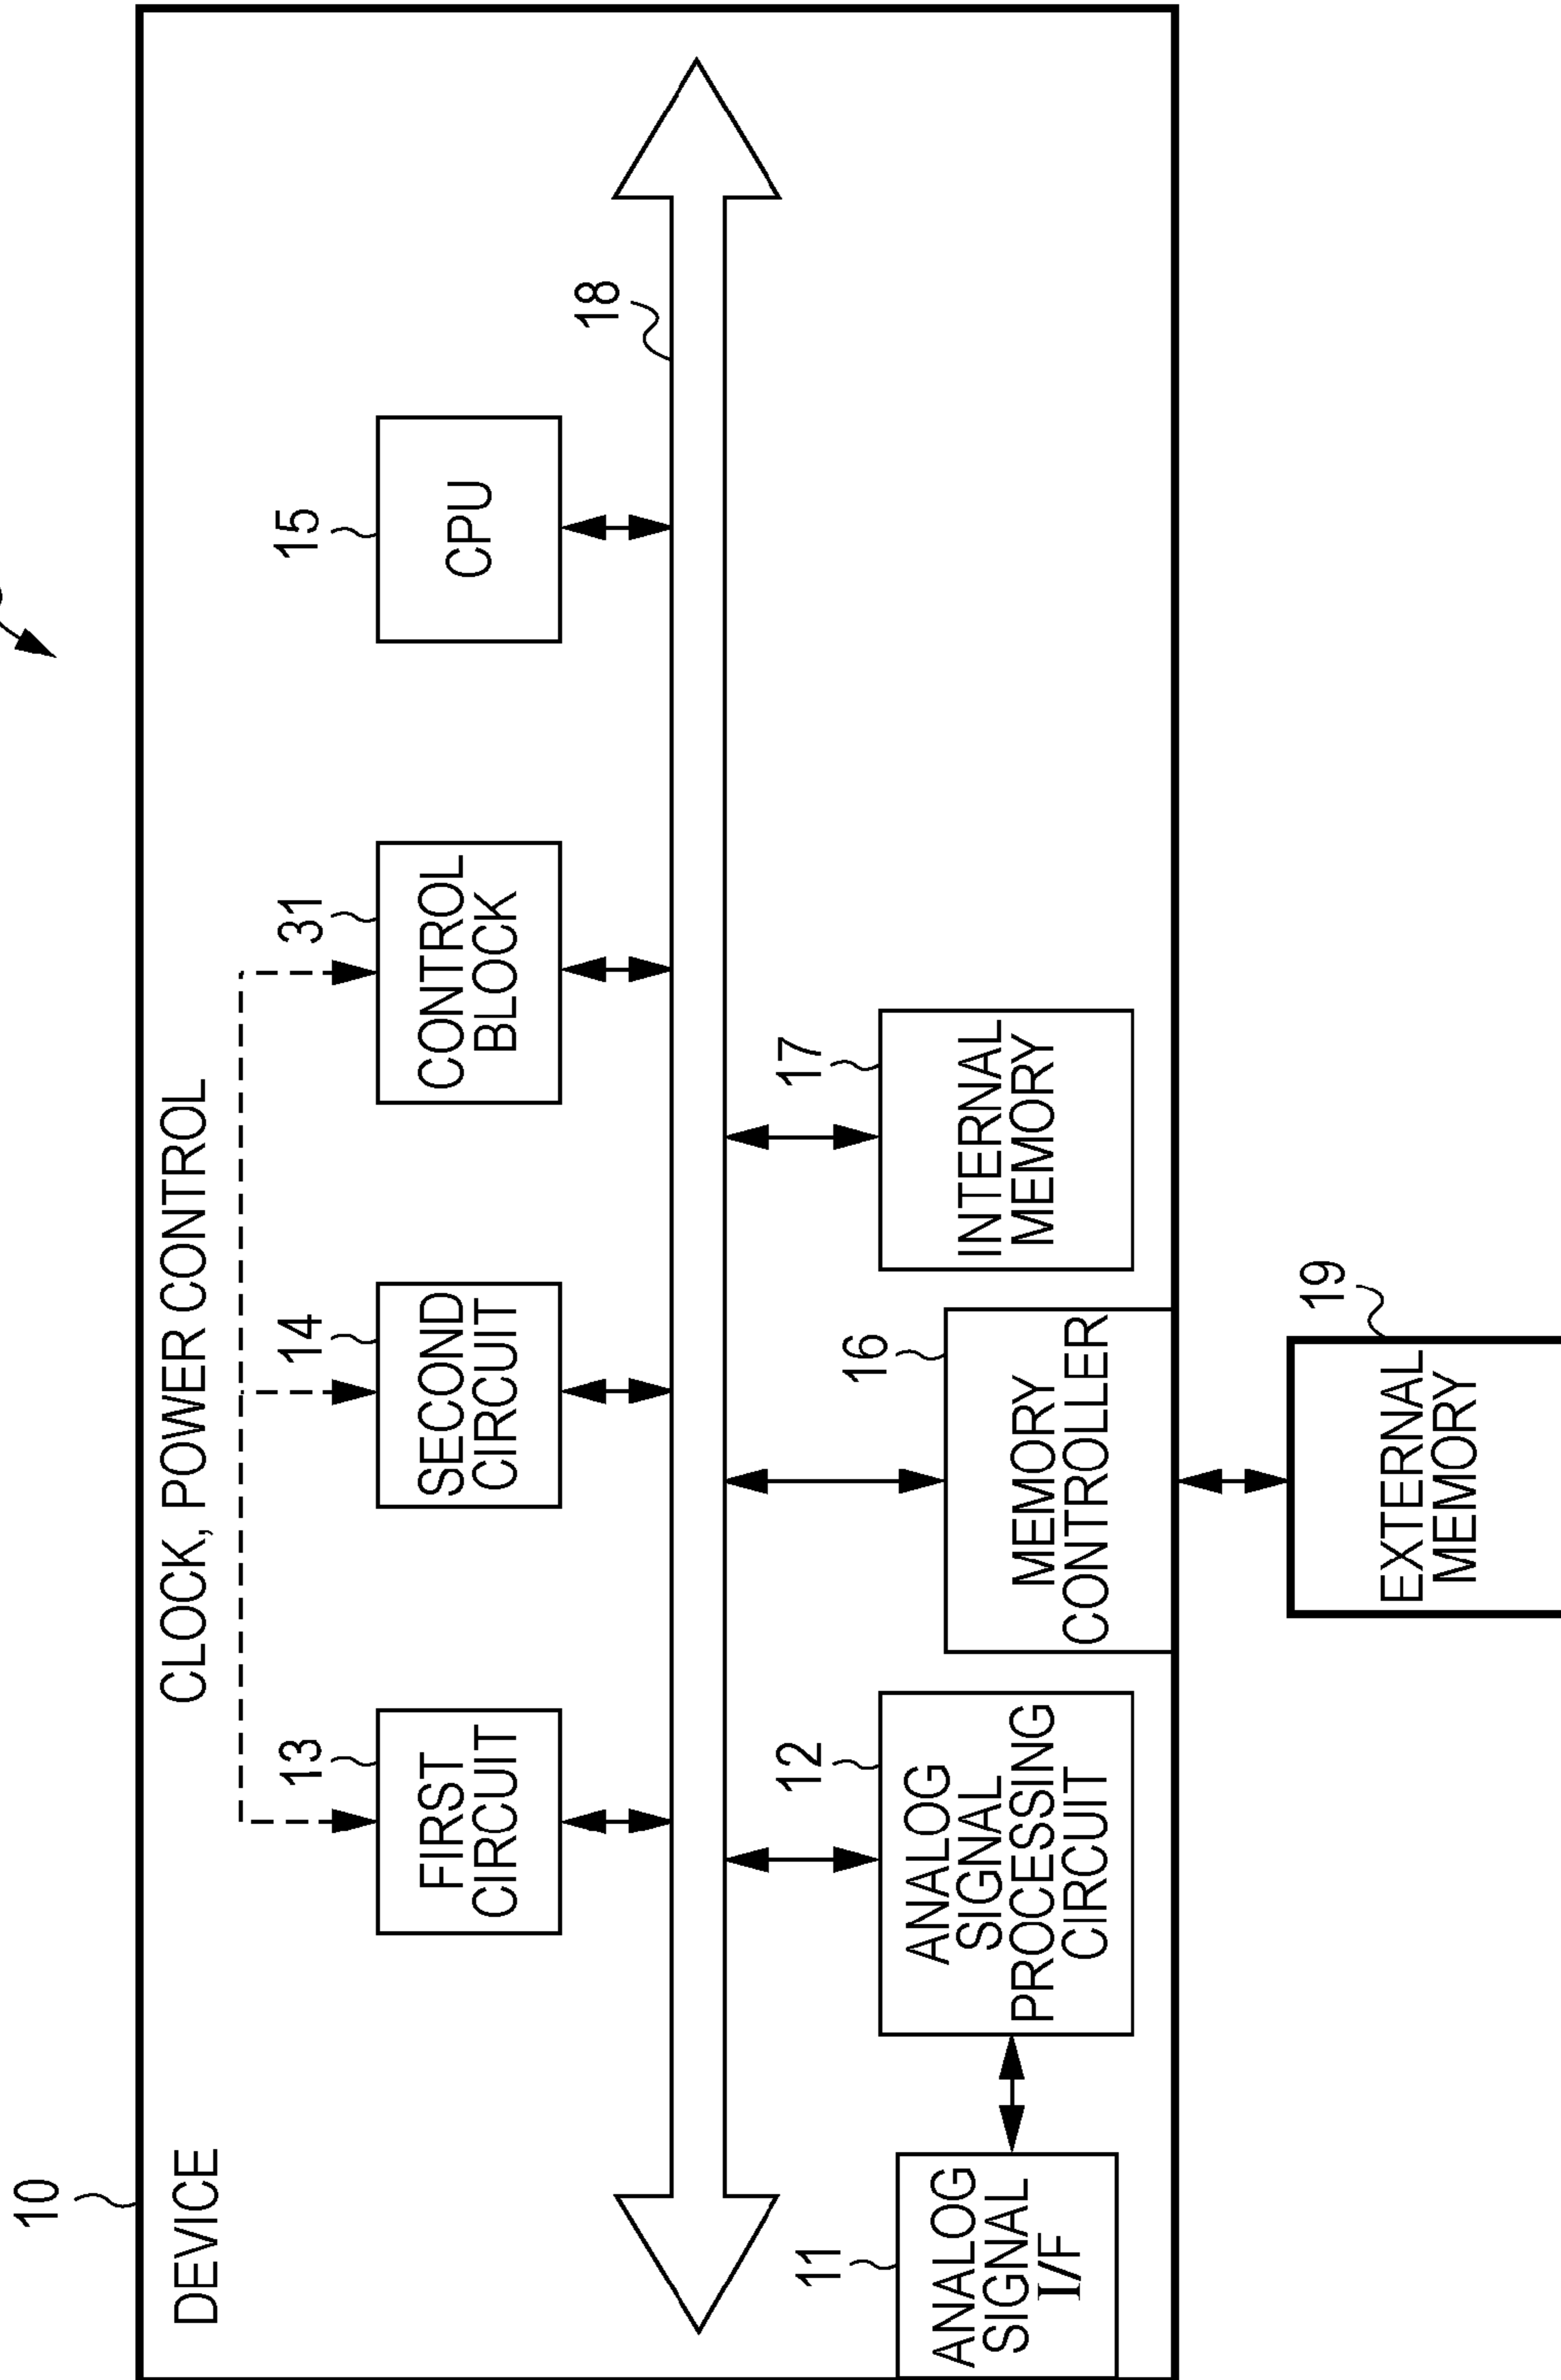 10
DEVICE
CLOCK, POWER CONTROL
13
FIRST
CIRCUIT
14
SECOND
CIRCUIT
31
CONTROL
BLOCK
15
CPU
18
11
ANALOG
SIGNAL
I/F
12
ANALOG
SIGNAL
PROCESSING
CIRCUIT
16
MEMORY
CONTROLLER
17
INTERNAL
MEMORY
19
EXTERNAL
MEMORY